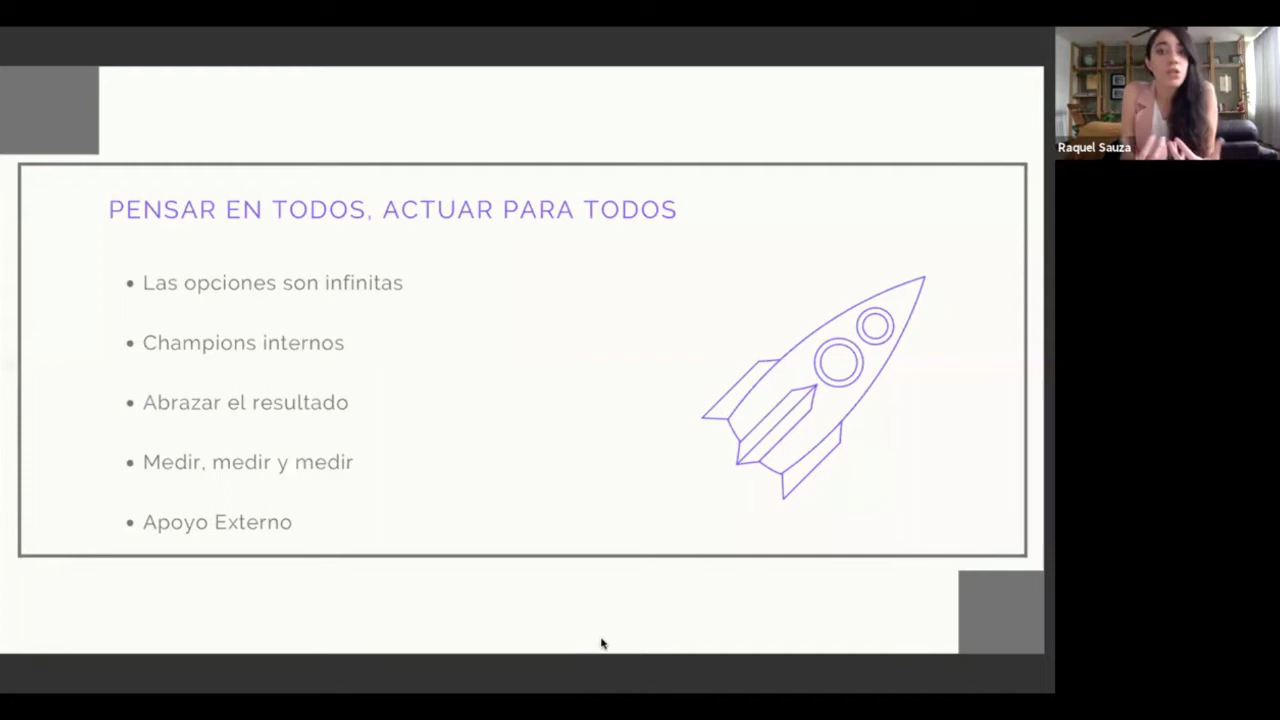 Raquel Sauza
PENSAR EN TODOS, ACTUAR PARA TODOS
• Las opciones son infinitas
• Champions internos
• Abrazar el resultado
• Medir, medir y medir
• Apoyo Externo